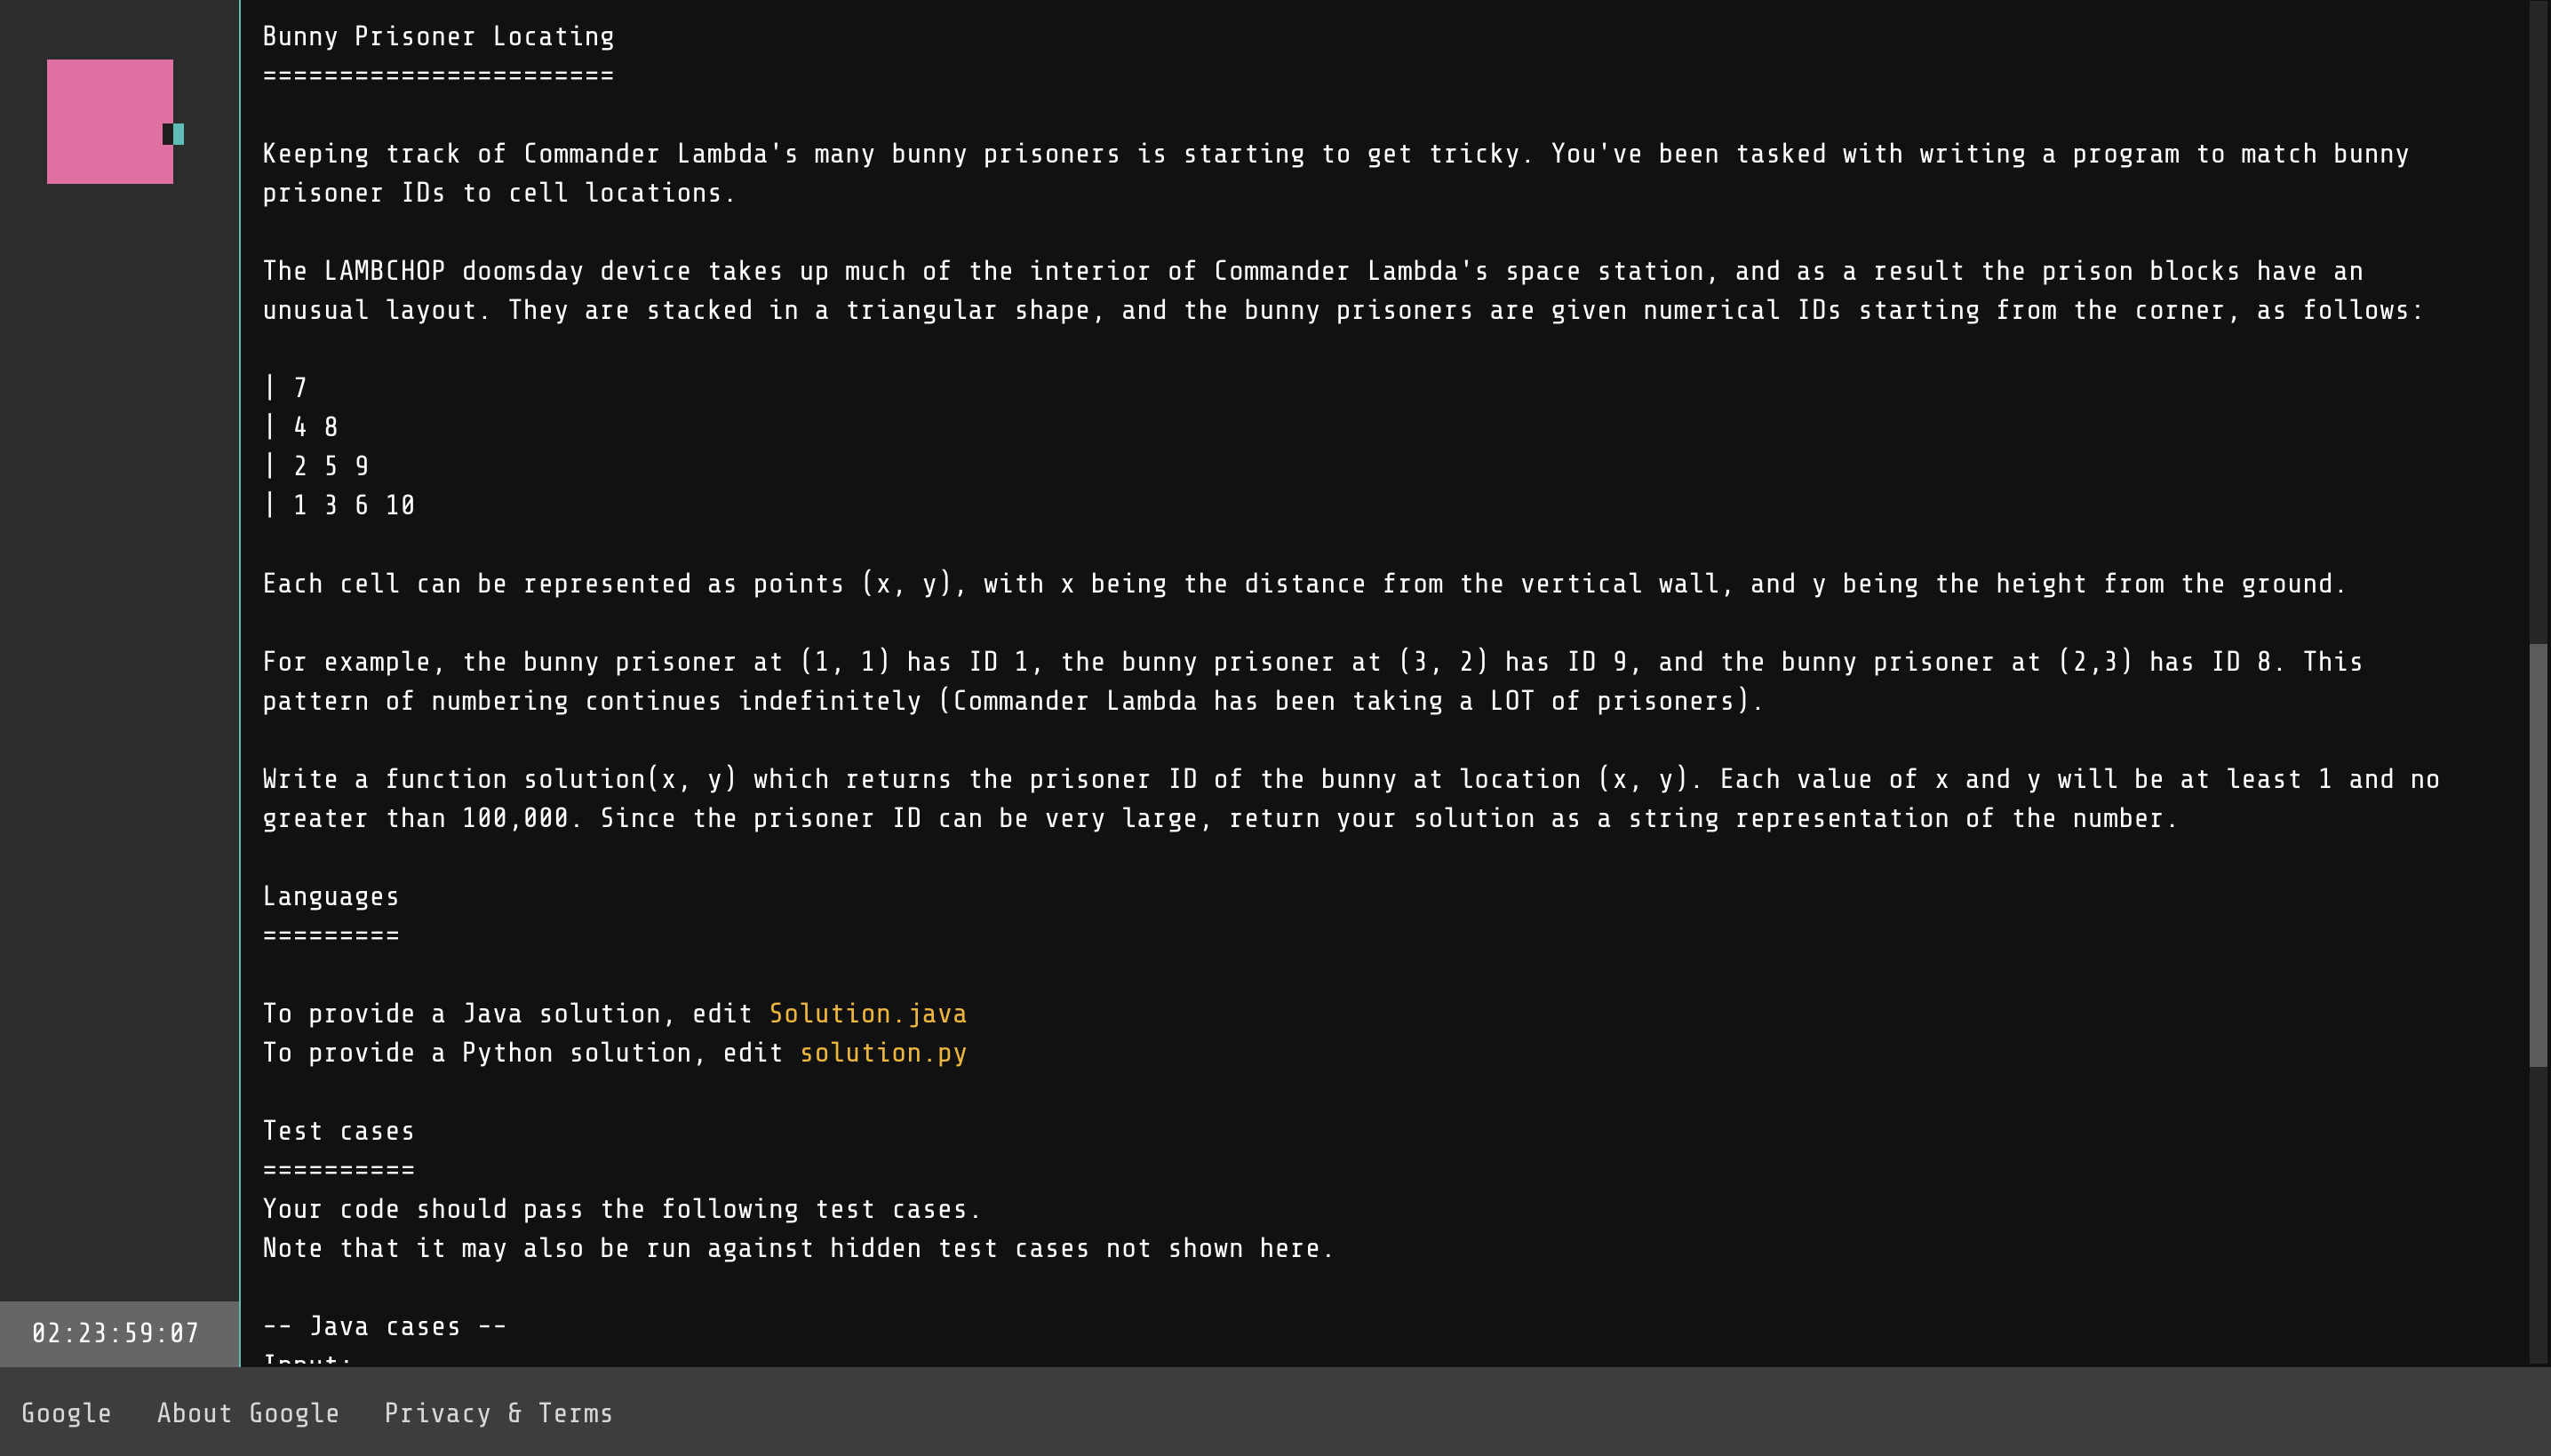 Bunny Prisoner Locating
=======================
Keeping track of Commander Lambda's many bunny prisoners is starting to get tricky. You've been tasked with writing a program to match bunny
prisoner IDs to cell locations.
The LAMBCHOP doomsday device takes up much of the interior of Commander Lambda's space station, and as a result the prison blocks have an
unusual layout. They are stacked in a triangular shape, and the bunny prisoners are given numerical IDs starting from the corner, as follows:
| 7
| 4 8
| 2 5 9
| 1 3 6 10
Each cell can be represented as points (x, y), with x being the distance from the vertical wall, and y being the height from the ground.
For example, the bunny prisoner at (1, 1) has ID 1, the bunny prisoner at (3, 2) has ID 9, and the bunny prisoner at (2,3) has ID 8. This
pattern of numbering continues indefinitely (Commander Lambda has been taking a LOT of prisoners).
Write a function solution(x, y) which returns the prisoner ID of the bunny at location (x, y). Each value of x and y will be at least 1 and no
greater than 100,000. Since the prisoner ID can be very large, return your solution as a string representation of the number.
Languages
=========
To provide a Java solution, edit Solution.java
To provide a Python solution, edit solution.py
Test cases
==========
Your code should pass the following test cases.
Note that it may also be run against hidden test cases not shown here.
-- Java cases --
Input:
02:23:59:07
Google About Google Privacy & Terms